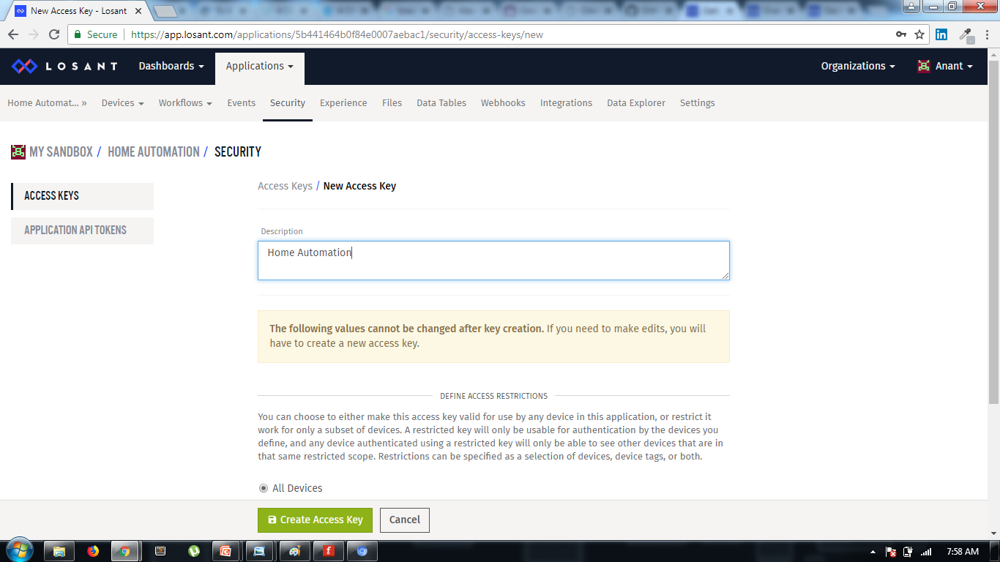 New Access Key - Losant
Secure
https://app.losant.com/applications/5b441464b0f84e0007aebac1/security/access-keys/new
LOSANT
Dashboards
Applications
Organizations
Anant
Home Automat... »
Devices
Workflows
Events
Security
Experience
Files
Data Tables
Webhooks
Integrations
Data Explorer
Settings
MY SANDBOX / HOME AUTOMATION / SECURITY
ACCESS KEYS
APPLICATION API TOKENS
Access Keys / New Access Key
Description
Home Automation
The following values cannot be changed after key creation. If you need to make edits, you will
have to create a new access key.
DEFINE ACCESS RESTRICTIONS
You can choose to either make this access key valid for use by any device in this application, or restrict it
work for only a subset of devices. A restricted key will only be usable for authentication by the devices you
define, and any device authenticated using a restricted key will only be able to see other devices that are in
that same restricted scope. Restrictions can be specified as a selection of devices, device tags, or both.
All Devices
Create Access Key
Cancel
7:58 AM